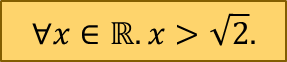 ∀x ∈ ℝ. x > √2.